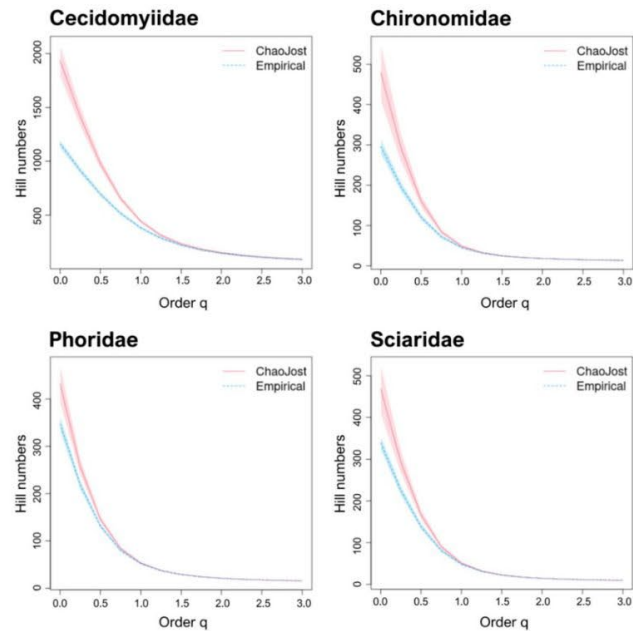 Cecidomyiidae
ChaoJost
Empirical
Hill numbers
2000
1500
1000
500
0.0 0.5 1.0 1.5 2.0 2.5 3.0
Order q
Chironomidae
ChaoJost
Empirical
Hill numbers
500
400
300
200
100
0
0.0 0.5 1.0 1.5 2.0 2.5 3.0
Order q
Phoridae
ChaoJost
Empirical
Hill numbers
400
300
200
100
0
0.0 0.5 1.0 1.5 2.0 2.5 3.0
Order q
Sciaridae
ChaoJost
Empirical
Hill numbers
500
400
300
200
100
0
0.0 0.5 1.0 1.5 2.0 2.5 3.0
Order q